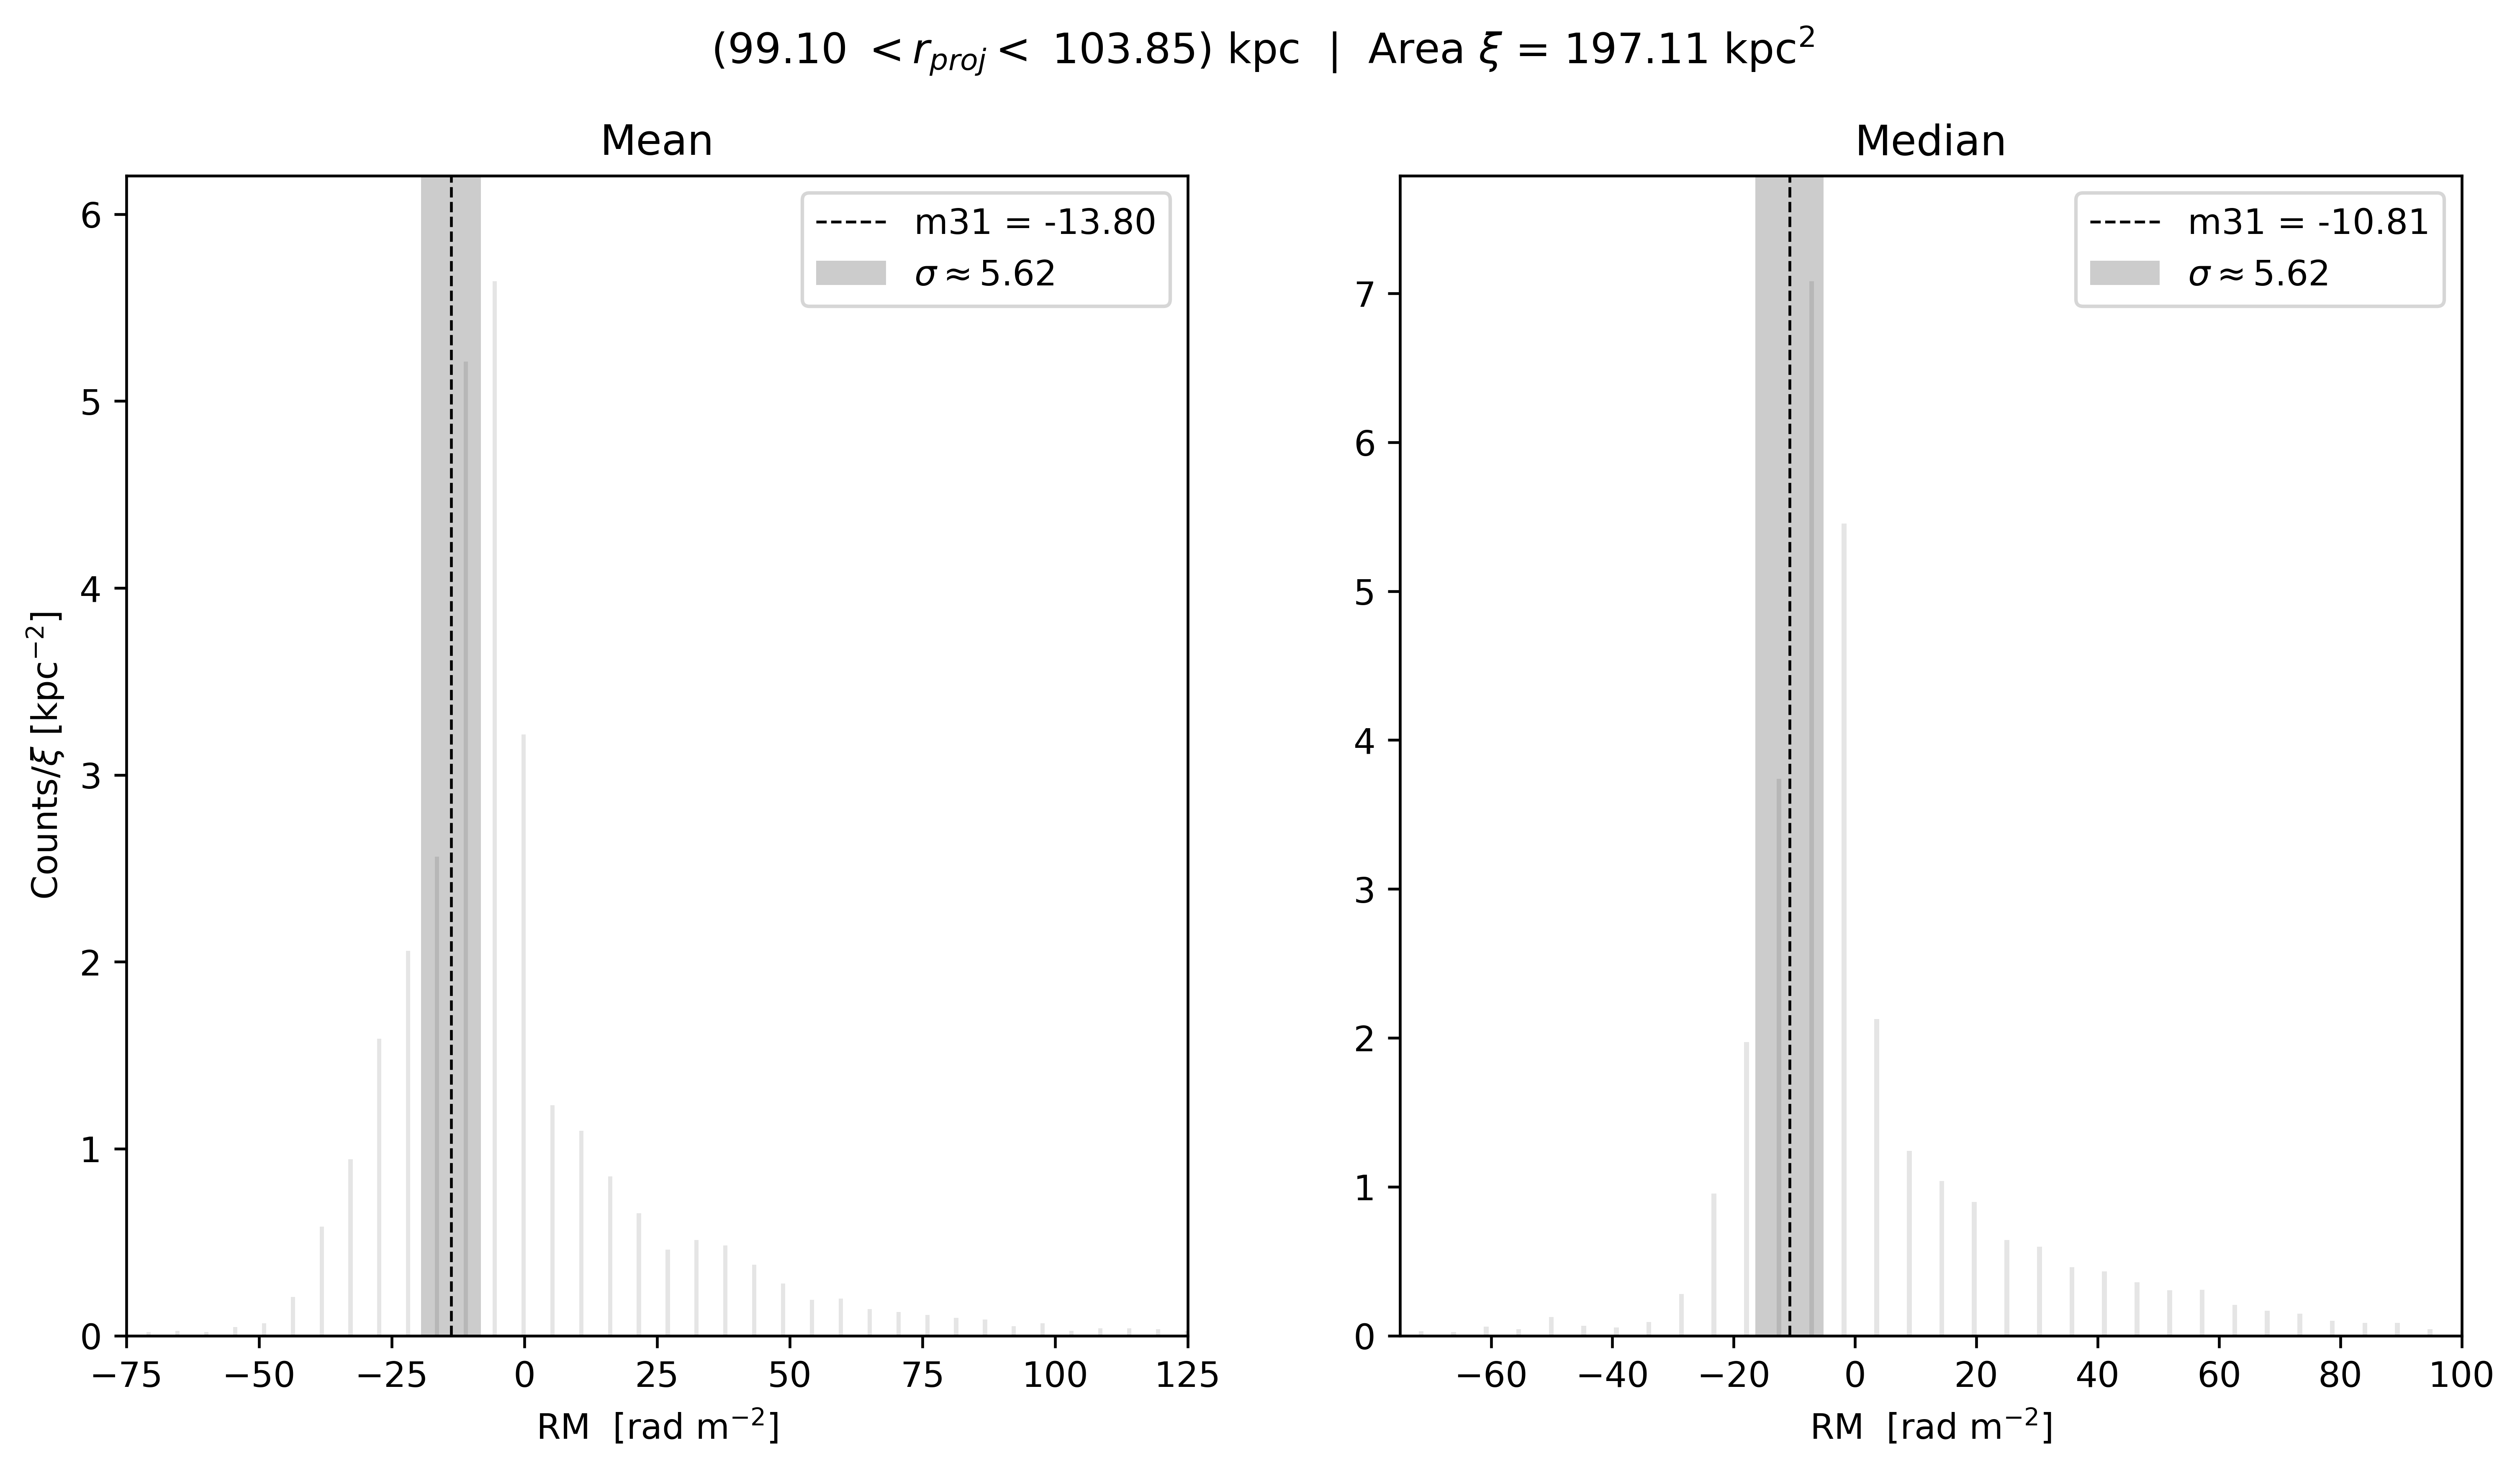 (99.10 < r_proj < 103.85) kpc | Area ξ = 197.11 kpc²
Mean
m31 = -13.80
σ ≈ 5.62
6
5
4
3
2
1
0
Counts/ξ [kpc⁻²]
−75 −50 −25 0 25 50 75 100 125
RM [rad m⁻²]
Median
m31 = -10.81
σ ≈ 5.62
7
6
5
4
3
2
1
0
−60 −40 −20 0 20 40 60 80 100
RM [rad m⁻²]